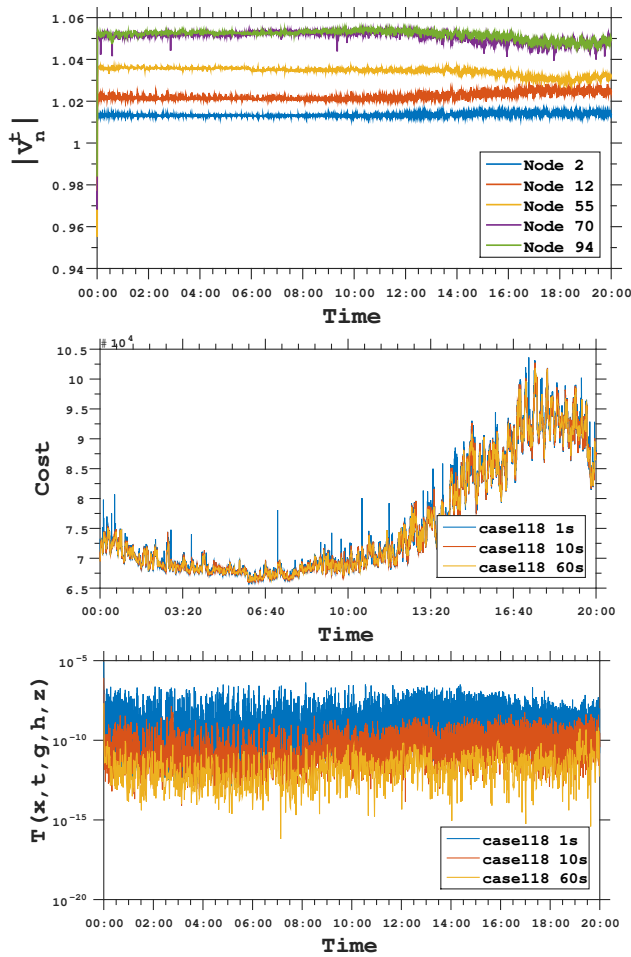 1.06
1.04
1.02
1
0.98
0.96
0.94
|V_n^t|
Node 2
Node 12
Node 55
Node 70
Node 94
00:00 02:00 04:00 06:00 08:00 10:00 12:00 14:00 16:00 18:00 20:00
Time
# 10^4
10.5
10
9.5
9
8.5
8
7.5
7
6.5
Cost
case118 1s
case118 10s
case118 60s
00:00 03:20 06:40 10:00 13:20 16:40 20:00
Time
10^-5
10^-10
10^-15
10^-20
T(x,t,g,h,z)
case118 1s
case118 10s
case118 60s
00:00 02:00 04:00 06:00 08:00 10:00 12:00 14:00 16:00 18:00 20:00
Time